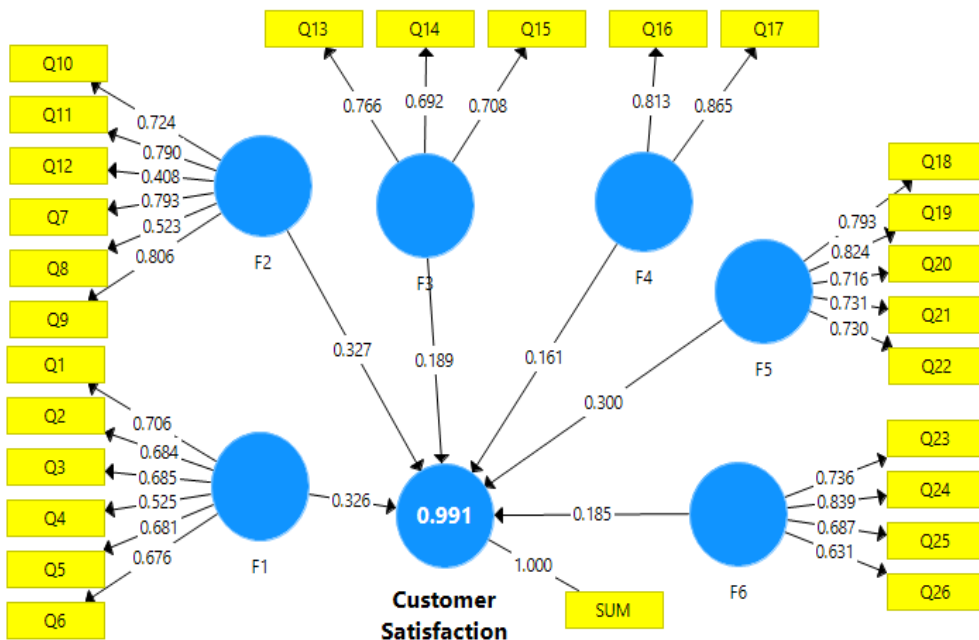 Q13
Q14
Q15
Q16
Q17
0.766
0.692
0.708
0.813
0.865
Q10
Q11
Q12
Q7
Q8
Q9
0.724
0.790
0.408
0.793
0.523
0.806
F2
F3
F4
Q18
Q19
Q20
Q21
Q22
0.793
0.824
0.716
0.731
0.730
F5
0.327
0.189
0.161
0.300
Q1
Q2
Q3
Q4
Q5
Q6
0.706
0.684
0.685
0.525
0.681
0.676
F1
0.326
0.991
0.185
Q23
Q24
Q25
Q26
0.736
0.839
0.687
0.631
F6
1.000
SUM
Customer
Satisfaction